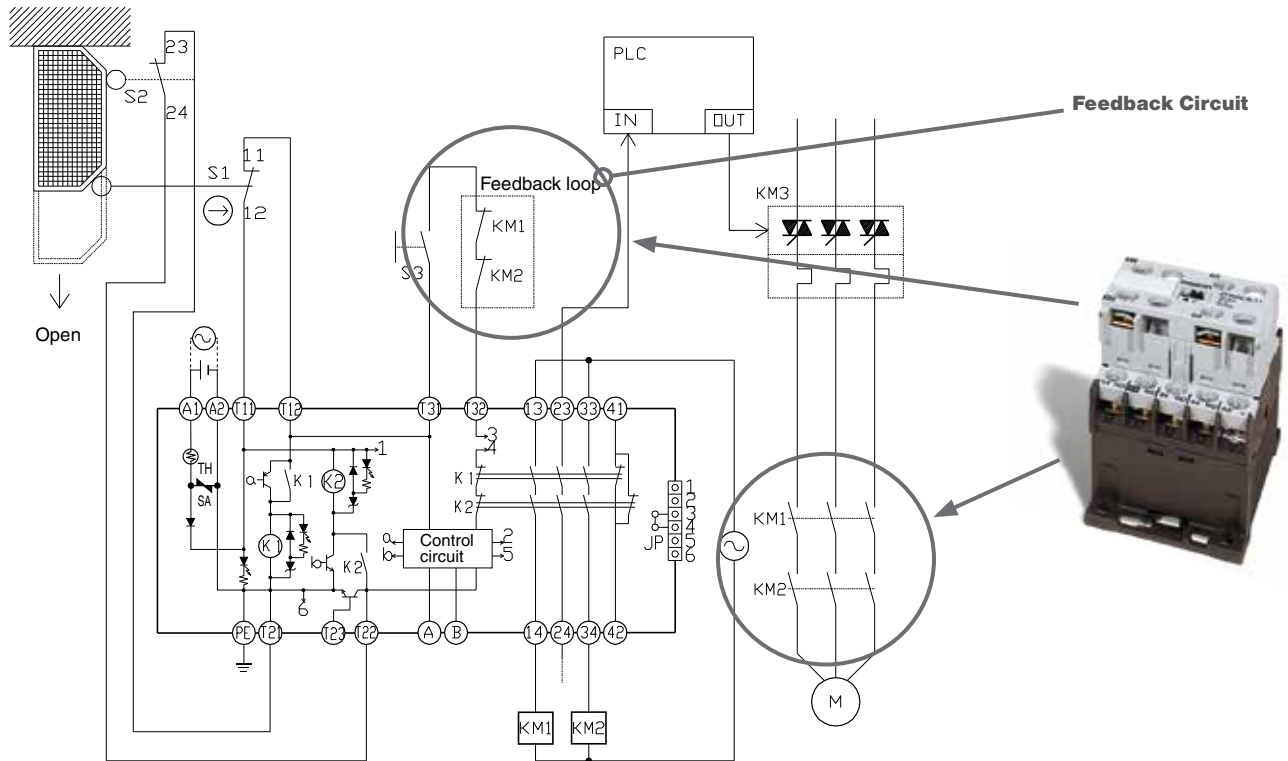 23
S2
24
11
S1
12
Open
PLC
IN
OUT
Feedback Circuit
Feedback loop
KM1
S3
KM2
KM3
A1
A2
T11
T12
T31
T32
13
23
33
41
TH
SA
a
K1
K2
1
3
4
K1
K2
K1
b
K2
6
a
b
Control
circuit
2
5
JP
1
2
3
4
5
6
PE
T21
T23
T22
A
B
14
24
34
42
KM1
KM2
KM1
KM2
M